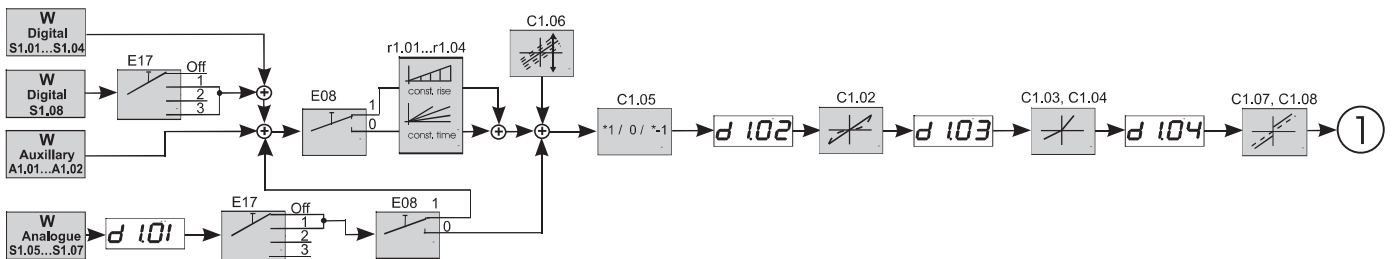 W
Digital
S1.01...S1.04
E17
Off
1
2
3
W
Digital
S1.08
W
Auxillary
A1.01...A1.02
E08
1
0
r1.01...r1.04
const, rise
const, time
C1.06
C1.05
*1 / 0 / *-1
d 1.02
C1.02
d 1.03
C1.03, C1.04
d 1.04
C1.07, C1.08
1
W
Analogue
S1.05...S1.07
d 1.01
E17
Off
1
2
3
E08
1
0